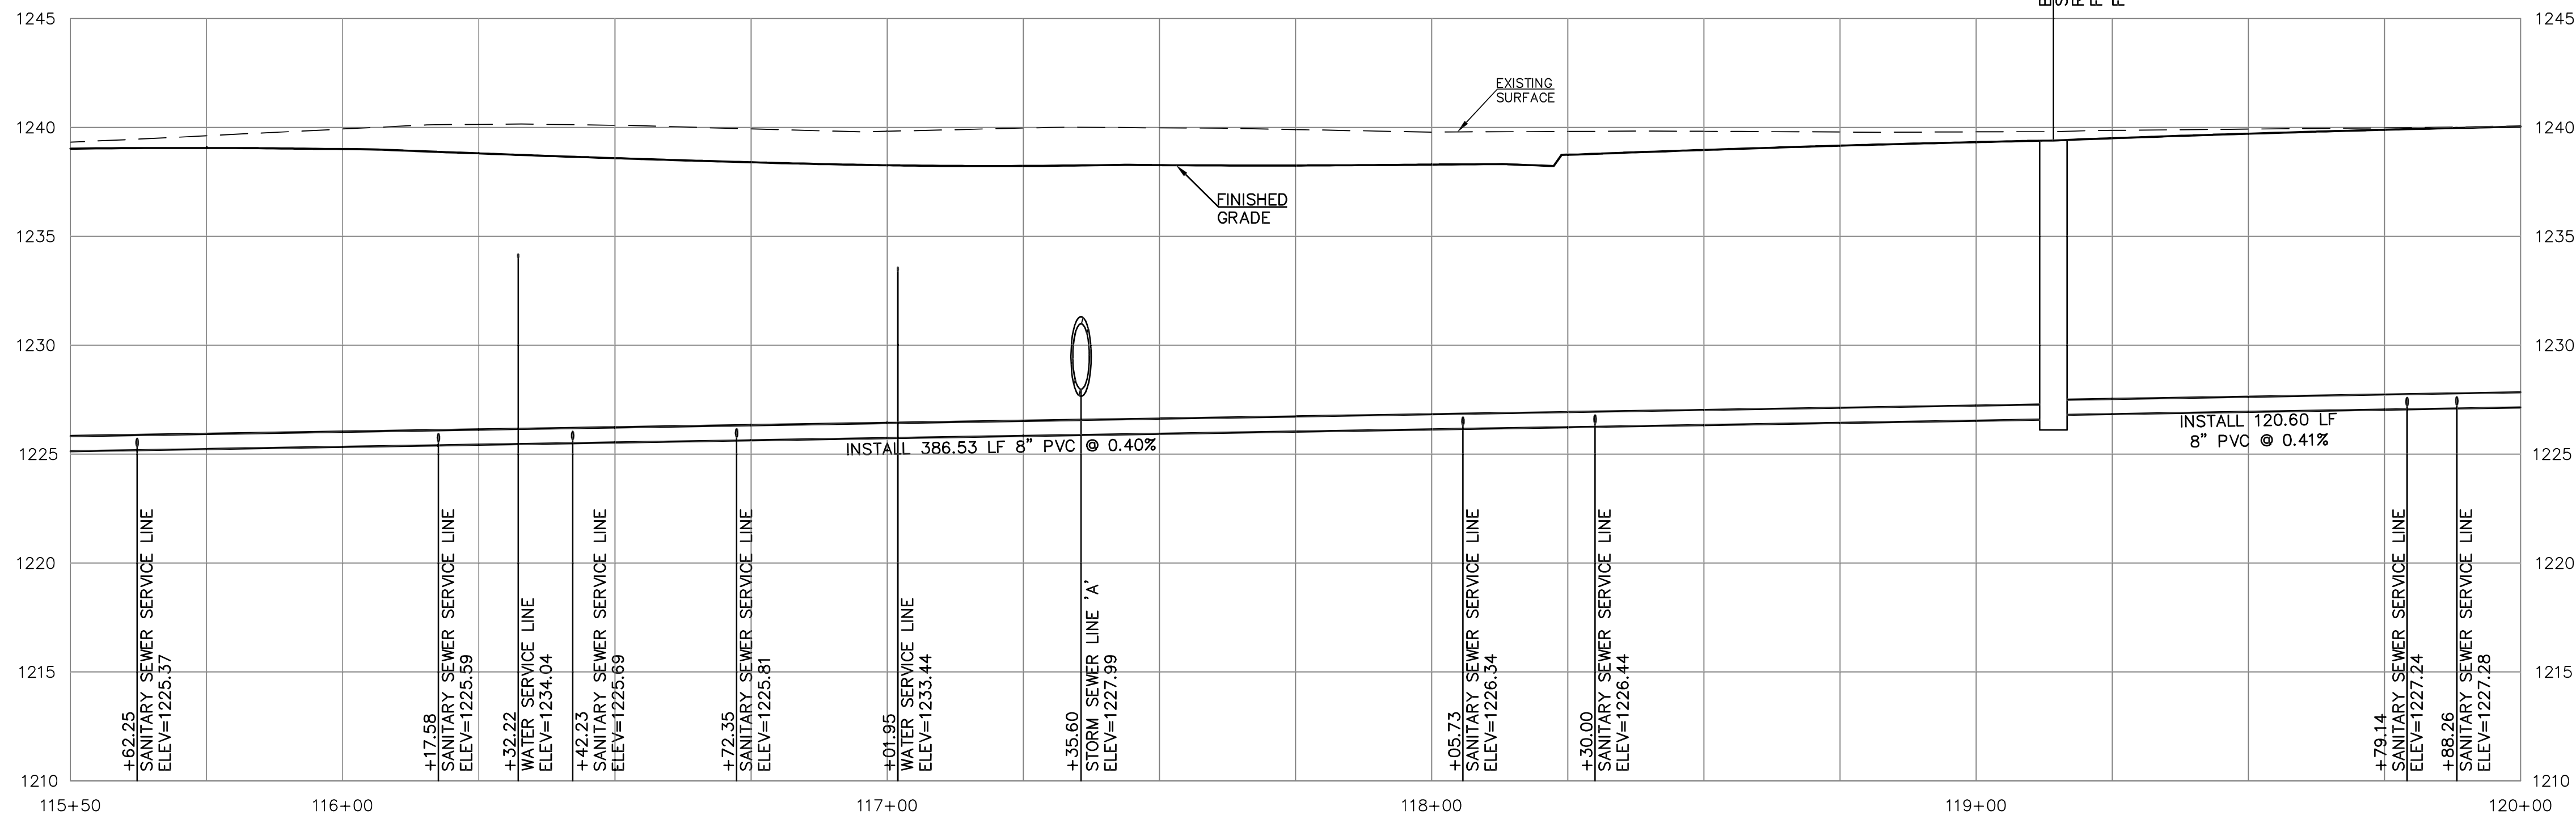 1245
1245
EXISTING
SURFACE
1240
1240
FINISHED
GRADE
1235
1235
1230
1230
INSTALL 386.53 LF 8" PVC @ 0.40%
INSTALL 120.60 LF
8" PVC @ 0.41%
1225
1225
1220
1220
1215
1215
+62.25
SANITARY SEWER SERVICE LINE
ELEV=1225.37
+17.58
SANITARY SEWER SERVICE LINE
ELEV=1225.59
+32.22
WATER SERVICE LINE
ELEV=1234.04
+42.23
SANITARY SEWER SERVICE LINE
ELEV=1225.69
+72.35
SANITARY SEWER SERVICE LINE
ELEV=1225.81
+01.95
WATER SERVICE LINE
ELEV=1233.44
+35.60
STORM SEWER LINE 'A'
ELEV=1227.99
+05.73
SANITARY SEWER SERVICE LINE
ELEV=1226.34
+30.00
SANITARY SEWER SERVICE LINE
ELEV=1226.44
+79.14
SANITARY SEWER SERVICE LINE
ELEV=1227.24
+88.26
SANITARY SEWER SERVICE LINE
ELEV=1227.28
1210
1210
115+50
116+00
117+00
118+00
119+00
120+00